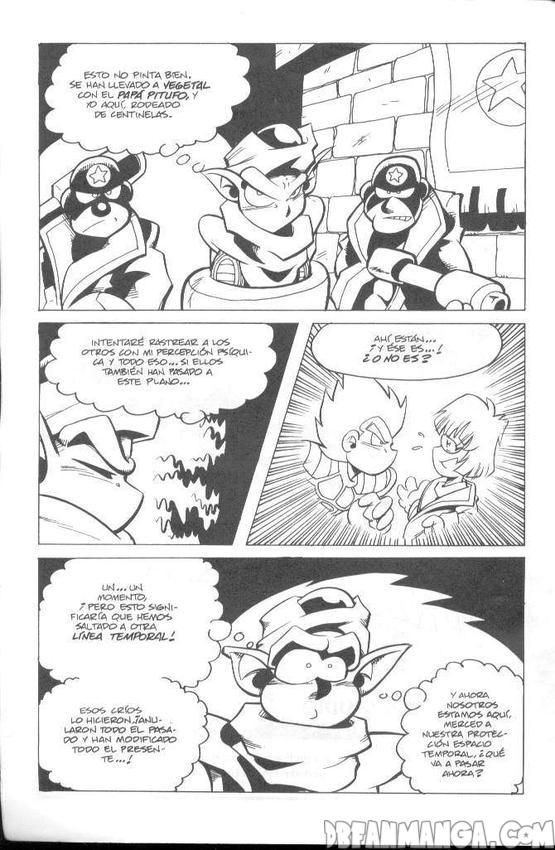 ESTO NO PINTA BIEN.
SE HAN LLEVADO A VEGETAL
CON EL PAPÁ PITUFO, Y
YO AQUÍ, RODEADO
DE CENTINELAS.
INTENTARÉ RASTREAR A LOS
OTROS CON MI PERCEPCIÓN PSÍQUI-
CA Y TODO ESO... SI ELLOS
TAMBIÉN HAN PASADO A
ESTE PLANO...
AHÍ ESTÁN...
¡Y ÉSE ES...!
¿O NO ES?
UN... UN
MOMENTO,
¡PERO ESTO SIGNI-
FICARÍA QUE HEMOS
SALTADO A OTRA
LÍNEA TEMPORAL!
ESOS CRÍOS
LO HICIERON, ¡ANU-
LARON TODO EL PASA-
DO Y HAN MODIFICADO
TODO EL PRESEN-
TE...!
Y AHORA
NOSOTROS
ESTAMOS AQUÍ,
MERCED A
NUESTRA PROTEC-
CIÓN ESPACIO
TEMPORAL, ¿QUÉ
VA A PASAR
AHORA?
DBFANMANGA.COM